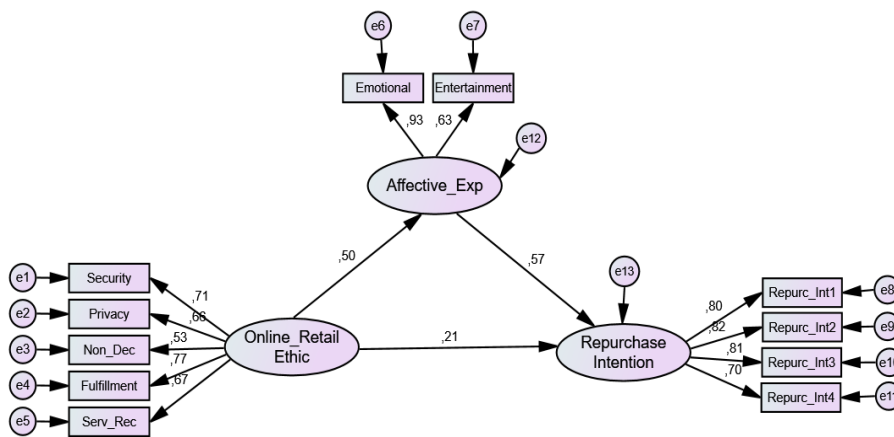 e6
e7
Emotional
Entertainment
,93
,63
e12
Affective_Exp
,50
,57
e13
e1
Security
,71
e2
Privacy
,66
e3
Non_Dec
,53
e4
Fulfillment
,77
e5
Serv_Rec
,67
Online_Retail
Ethic
,21
Repurchase
Intention
,80
Repurc_Int1
e8
,82
Repurc_Int2
e9
,81
Repurc_Int3
,70
Repurc_Int4